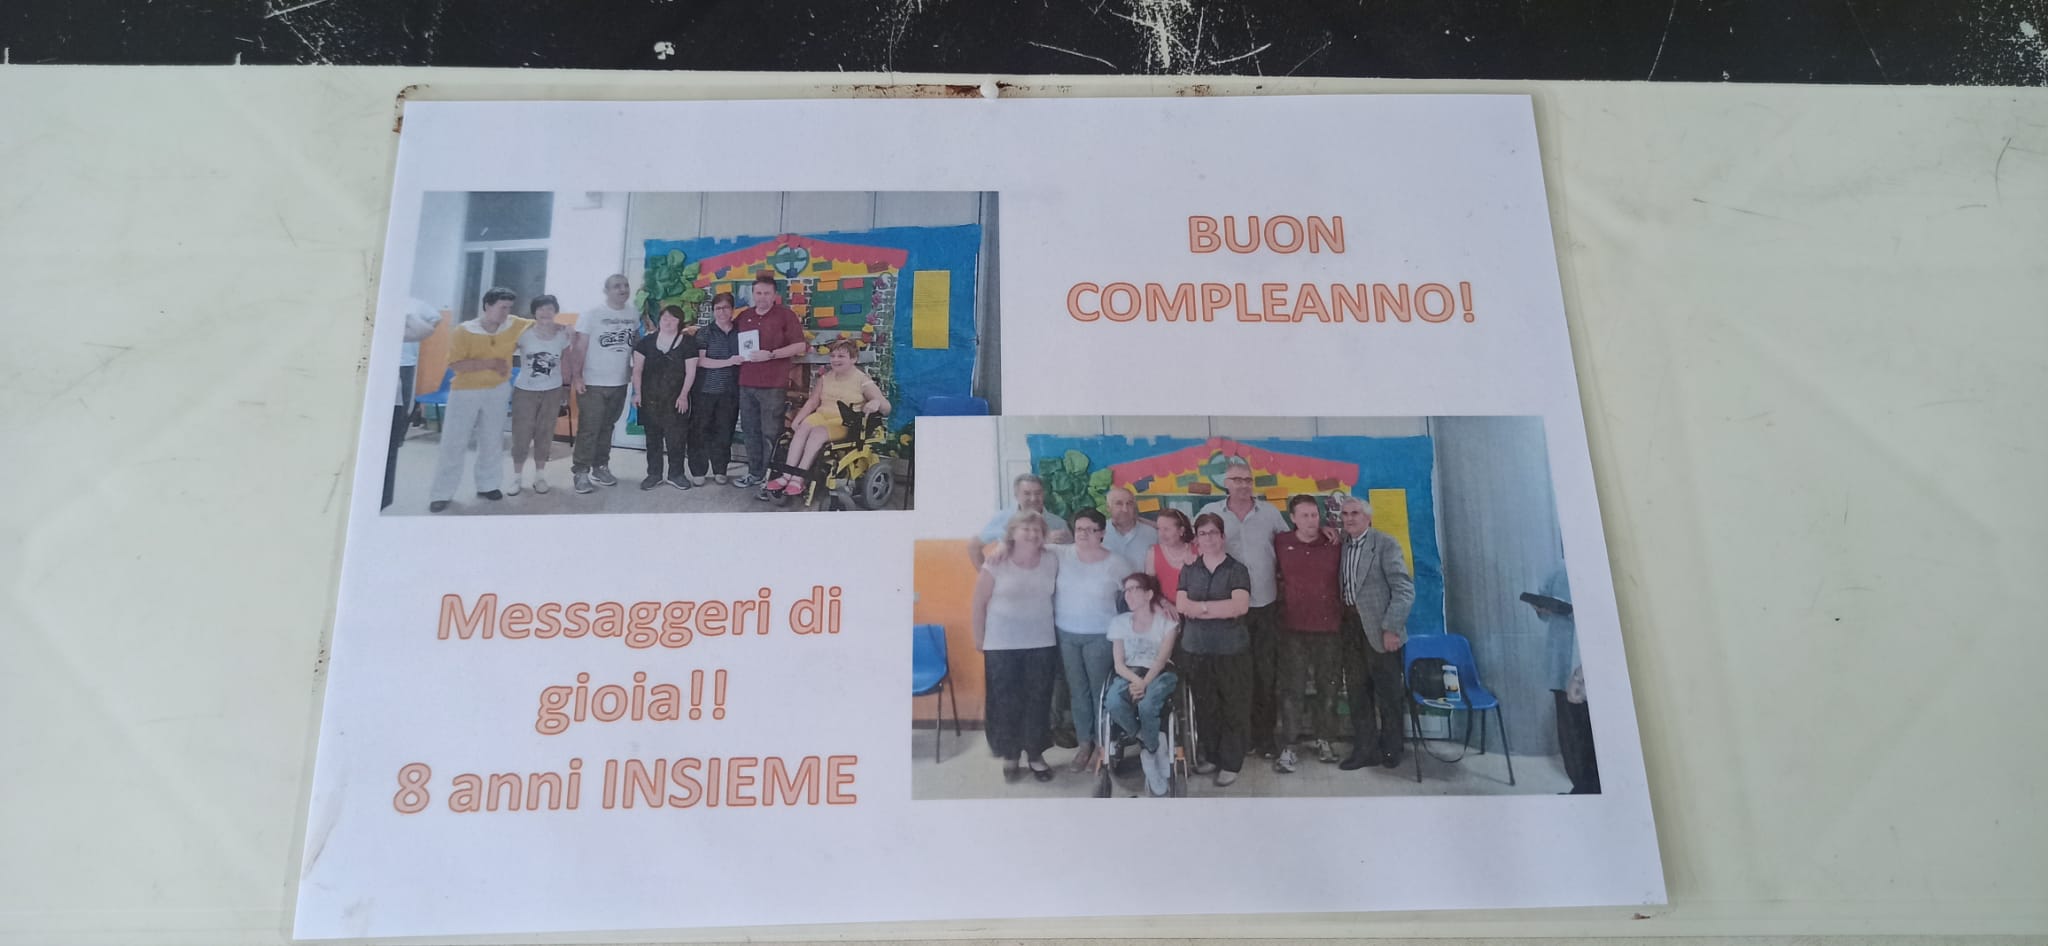 BUON
COMPLEANNO!
Messaggeri di
gioia!!
8 anni INSIEME